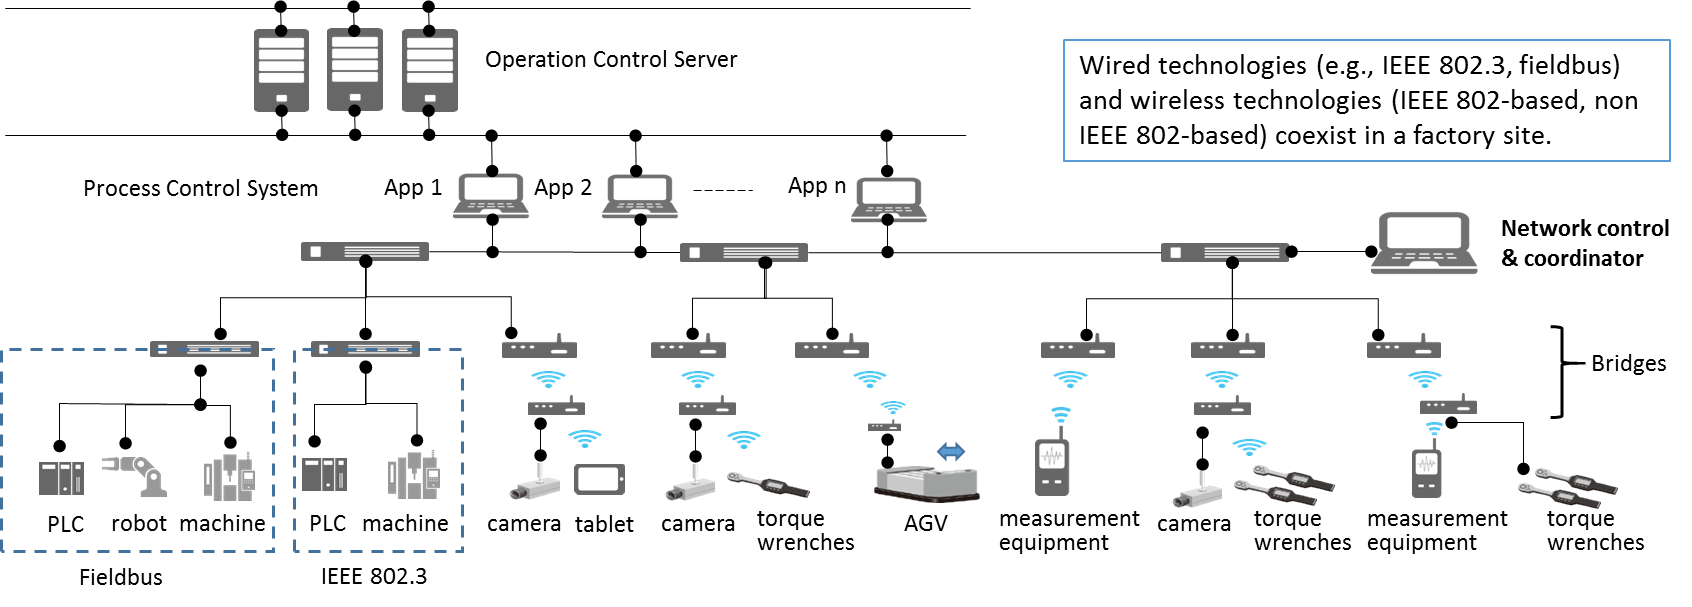 Operation Control Server
Wired technologies (e.g., IEEE 802.3, fieldbus)
and wireless technologies (IEEE 802-based, non
IEEE 802-based) coexist in a factory site.
Process Control System
App 1
App 2
App n
Network control
& coordinator
Bridges
PLC
robot
machine
PLC
machine
camera
tablet
camera
torque
wrenches
AGV
measurement
equipment
camera
torque
wrenches
measurement
equipment
torque
wrenches
Fieldbus
IEEE 802.3